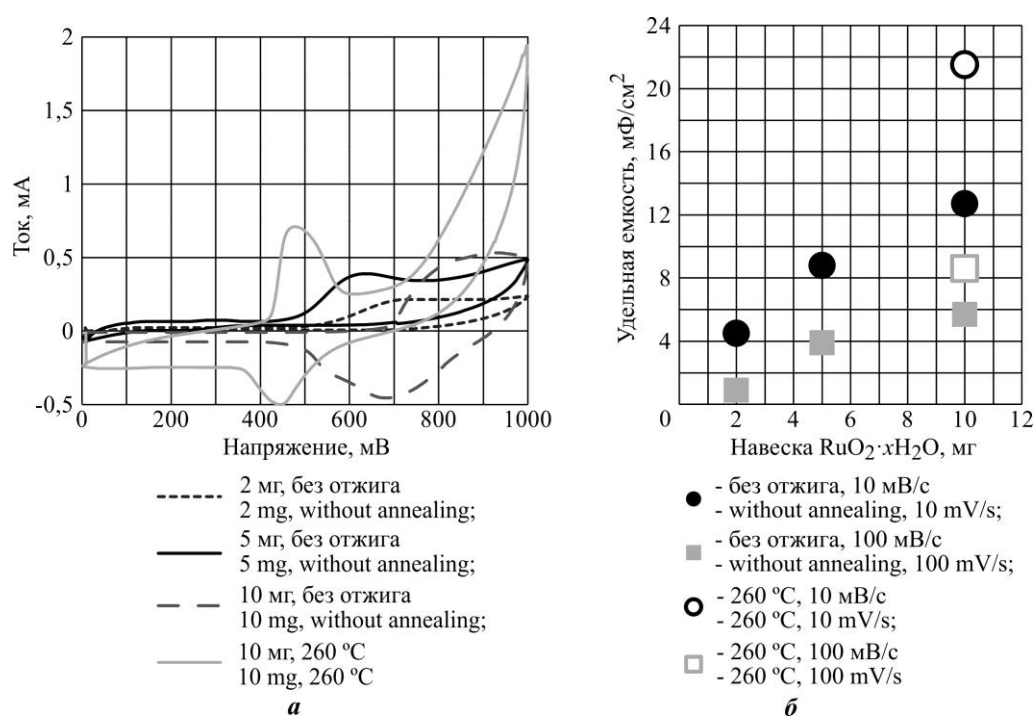 Ток, мА
2
1,5
1
0,5
0
-0,5
0 200 400 600 800 1000
Напряжение, мВ
2 мг, без отжига
2 mg, without annealing;
5 мг, без отжига
5 mg, without annealing;
10 мг, без отжига
10 mg, without annealing;
10 мг, 260 ºC
10 mg, 260 ºC
а
Удельная емкость, мФ/см²
24
20
16
12
8
4
0 2 4 6 8 10 12
Навеска RuO₂·xH₂O, мг
- без отжига, 10 мВ/с
- without annealing, 10 mV/s;
- без отжига, 100 мВ/с
- without annealing, 100 mV/s;
- 260 ºC, 10 мВ/с
- 260 ºC, 10 mV/s;
- 260 ºC, 100 мВ/с
- 260 ºC, 100 mV/s
б